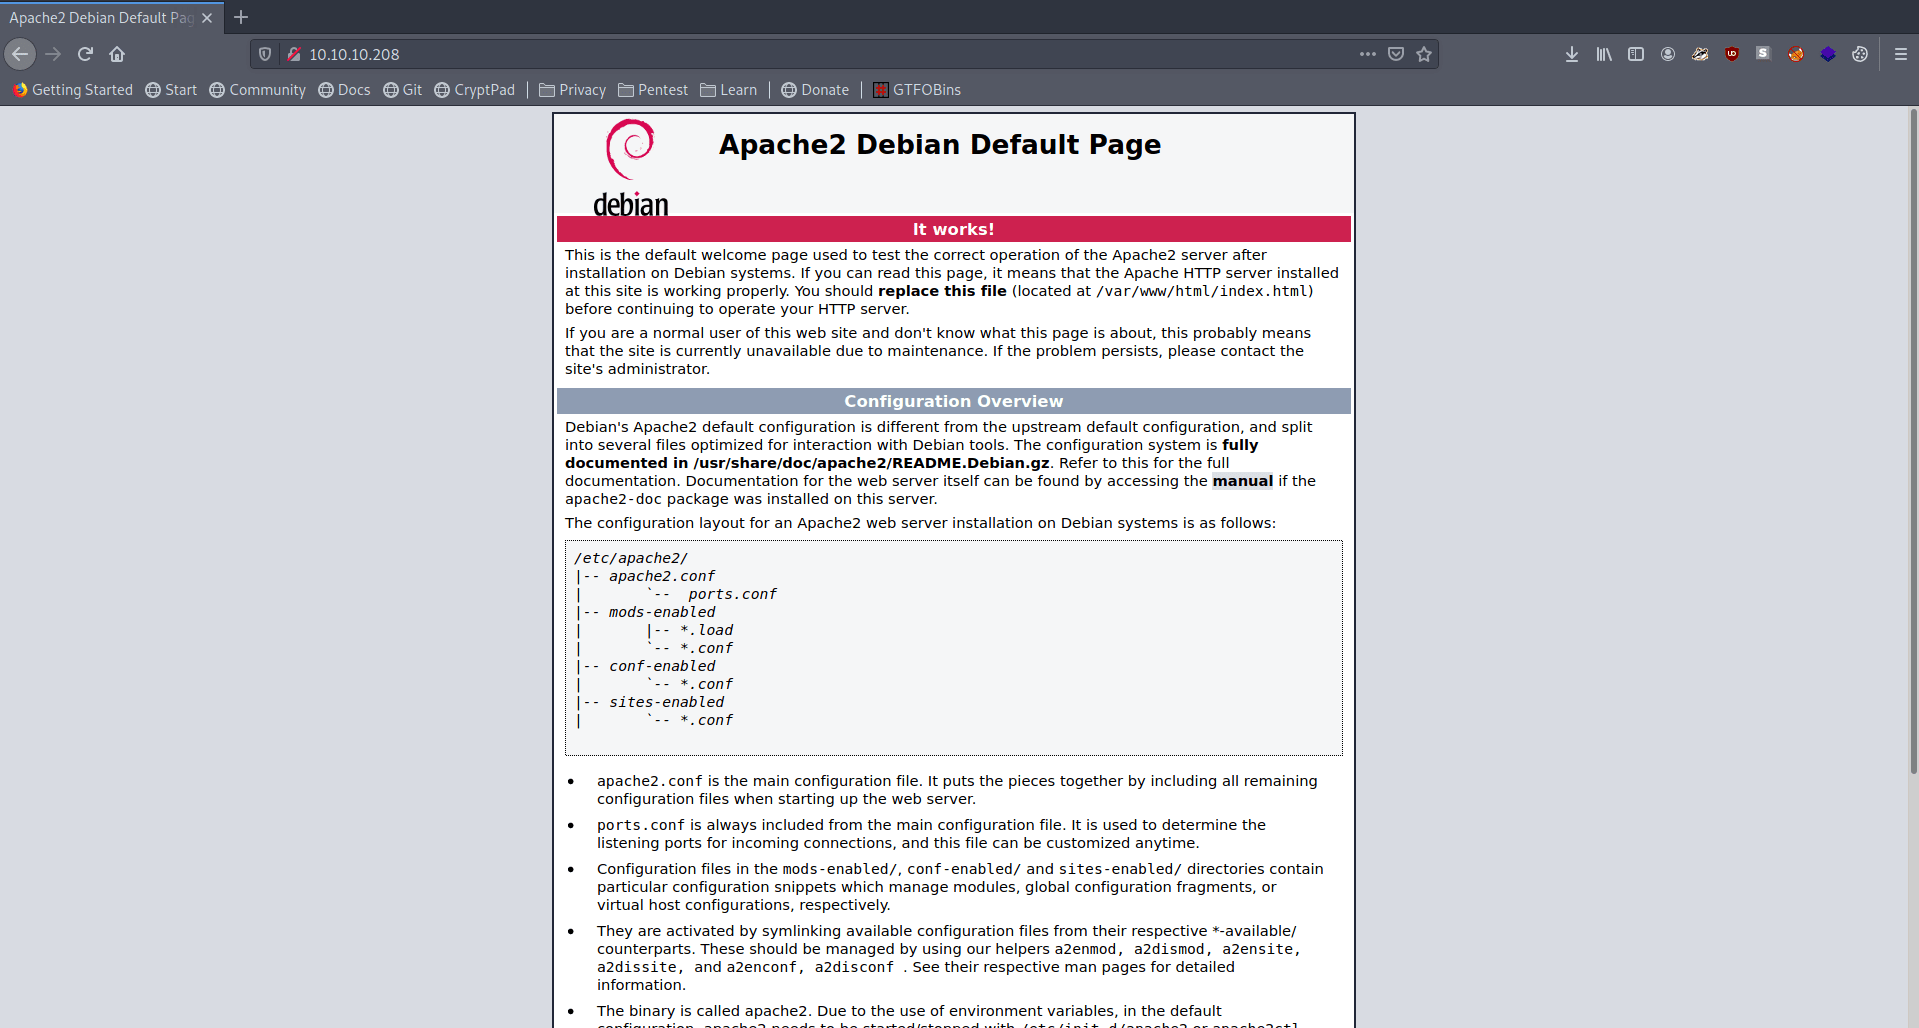 Apache2 Debian Default Pag
10.10.10.208
Getting Started Start Community Docs Git CryptPad Privacy Pentest Learn Donate GTFOBins
debian
Apache2 Debian Default Page
It works!
This is the default welcome page used to test the correct operation of the Apache2 server after
installation on Debian systems. If you can read this page, it means that the Apache HTTP server installed
at this site is working properly. You should replace this file (located at /var/www/html/index.html)
before continuing to operate your HTTP server.
If you are a normal user of this web site and don't know what this page is about, this probably means
that the site is currently unavailable due to maintenance. If the problem persists, please contact the
site's administrator.
Configuration Overview
Debian's Apache2 default configuration is different from the upstream default configuration, and split
into several files optimized for interaction with Debian tools. The configuration system is fully
documented in /usr/share/doc/apache2/README.Debian.gz. Refer to this for the full
documentation. Documentation for the web server itself can be found by accessing the manual if the
apache2-doc package was installed on this server.
The configuration layout for an Apache2 web server installation on Debian systems is as follows:
/etc/apache2/
|-- apache2.conf
|       `--  ports.conf
|-- mods-enabled
|       |-- *.load
|       `-- *.conf
|-- conf-enabled
|       `-- *.conf
|-- sites-enabled
|       `-- *.conf
• apache2.conf is the main configuration file. It puts the pieces together by including all remaining
configuration files when starting up the web server.
• ports.conf is always included from the main configuration file. It is used to determine the
listening ports for incoming connections, and this file can be customized anytime.
• Configuration files in the mods-enabled/, conf-enabled/ and sites-enabled/ directories contain
particular configuration snippets which manage modules, global configuration fragments, or
virtual host configurations, respectively.
• They are activated by symlinking available configuration files from their respective *-available/
counterparts. These should be managed by using our helpers a2enmod, a2dismod, a2ensite,
a2dissite, and a2enconf, a2disconf . See their respective man pages for detailed
information.
• The binary is called apache2. Due to the use of environment variables, in the default
configuration, apache2 needs to be started/stopped with /etc/init.d/apache2 or apache2ctl